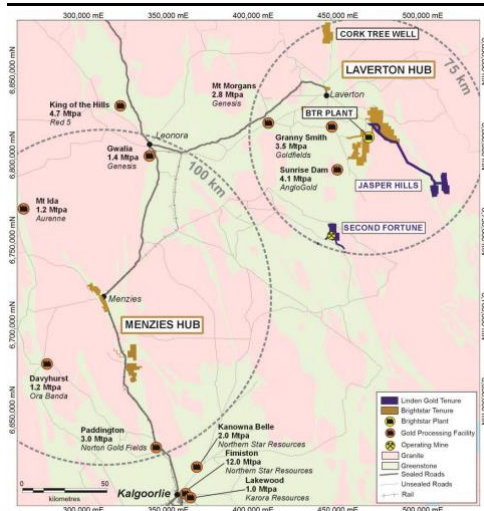 300,000 mE
350,000 mE
400,000 mE
450,000 mE
500,000 mE
CORK TREE WELL
6,850,000 mN
LAVERTON HUB
75 km
Mt Morgans
2.8 Mtpa
Genesis
Laverton
King of the Hills
4.7 Mtpa
Red 5
BTR PLANT
Leonora
Granny Smith
3.5 Mtpa
Goldfields
6,800,000 mN
Gwalia
1.4 Mtpa
Genesis
Sunrise Dam
4.1 Mtpa
AngloGold
100 km
JASPER HILLS
Mt Ida
1.2 Mtpa
Aurenne
SECOND FORTUNE
6,750,000 mN
Menzies
6,700,000 mN
MENZIES HUB
Davyhurst
1.2 Mtpa
Ora Banda
6,650,000 mN
Paddington
3.0 Mtpa
Norton Gold Fields
Kanowna Belle
2.0 Mtpa
Northern Star Resources
Fimiston
12.0 Mtpa
Northern Star Resources
Lakewood
1.0 Mtpa
Karora Resources
Kalgoorlie
0
50
kilometres
Linden Gold Tenure
Brightstar Tenure
Brightstar Plant
Gold Processing Facility
Operating Mine
Granite
Greenstone
Sealed Roads
Unsealed Roads
Rail
300,000 mE
350,000 mE
400,000 mE
450,000 mE
500,000 mE